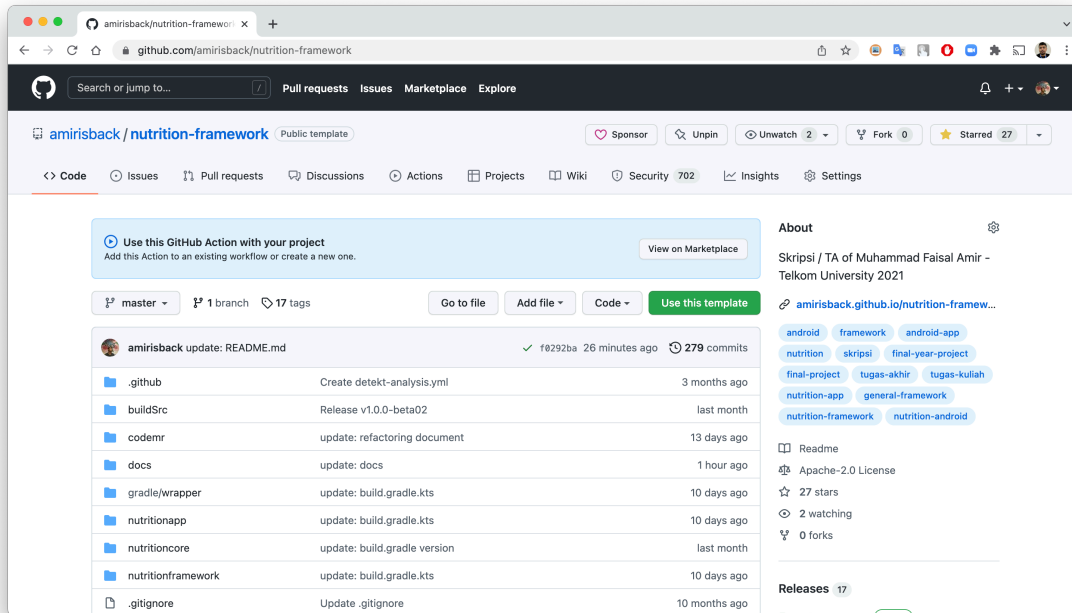 amirisback/nutrition-framework
github.com/amirisback/nutrition-framework
Search or jump to... / Pull requests Issues Marketplace Explore
amirisback / nutrition-framework Public template Sponsor Unpin Unwatch 2 Fork 0 Starred 27
Code Issues Pull requests Discussions Actions Projects Wiki Security 702 Insights Settings
Use this GitHub Action with your project
Add this Action to an existing workflow or create a new one.
View on Marketplace
master 1 branch 17 tags Go to file Add file Code Use this template
amirisback update: README.md f0292ba 26 minutes ago 279 commits
.github Create detekt-analysis.yml 3 months ago
buildSrc Release v1.0.0-beta02 last month
codemr update: refactoring document 13 days ago
docs update: docs 1 hour ago
gradle/wrapper update: build.gradle.kts 10 days ago
nutritionapp update: build.gradle.kts 10 days ago
nutritioncore update: build.gradle version last month
nutritionframework update: build.gradle.kts 10 days ago
.gitignore Update .gitignore 10 months ago
About
Skripsi / TA of Muhammad Faisal Amir -
Telkom University 2021
amirisback.github.io/nutrition-framew...
android framework android-app
nutrition skripsi final-year-project
final-project tugas-akhir tugas-kuliah
nutrition-app general-framework
nutrition-framework nutrition-android
Readme
Apache-2.0 License
27 stars
2 watching
0 forks
Releases 17